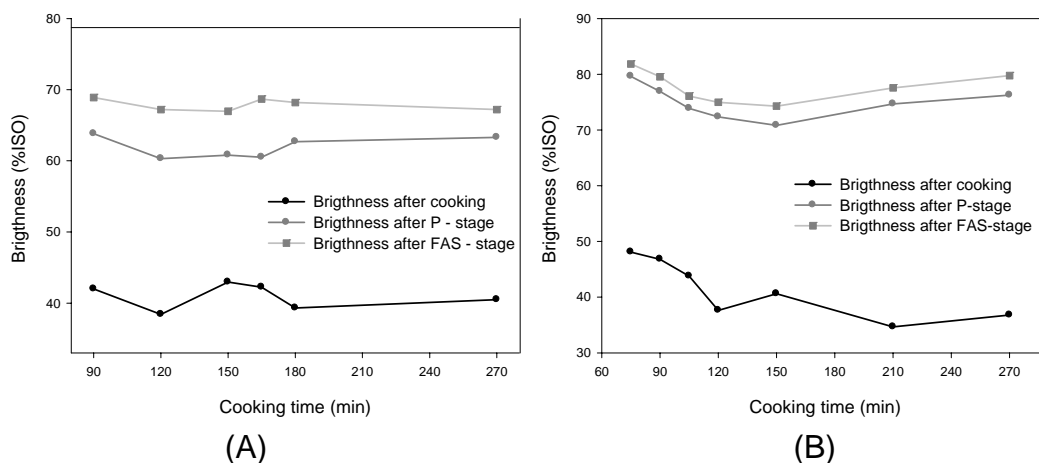 80
70
60
50
40
Brigthness (%ISO)
Brigthness after cooking
Brigthness after P - stage
Brigthness after FAS - stage
90 120 150 180 210 240 270
Cooking time (min)
(A)
90
80
70
60
50
40
30
Brigthness (%ISO)
Brigthness after cooking
Brigthness after P-stage
Brigthness after FAS-stage
60 90 120 150 180 210 240 270
Cooking time (min)
(B)